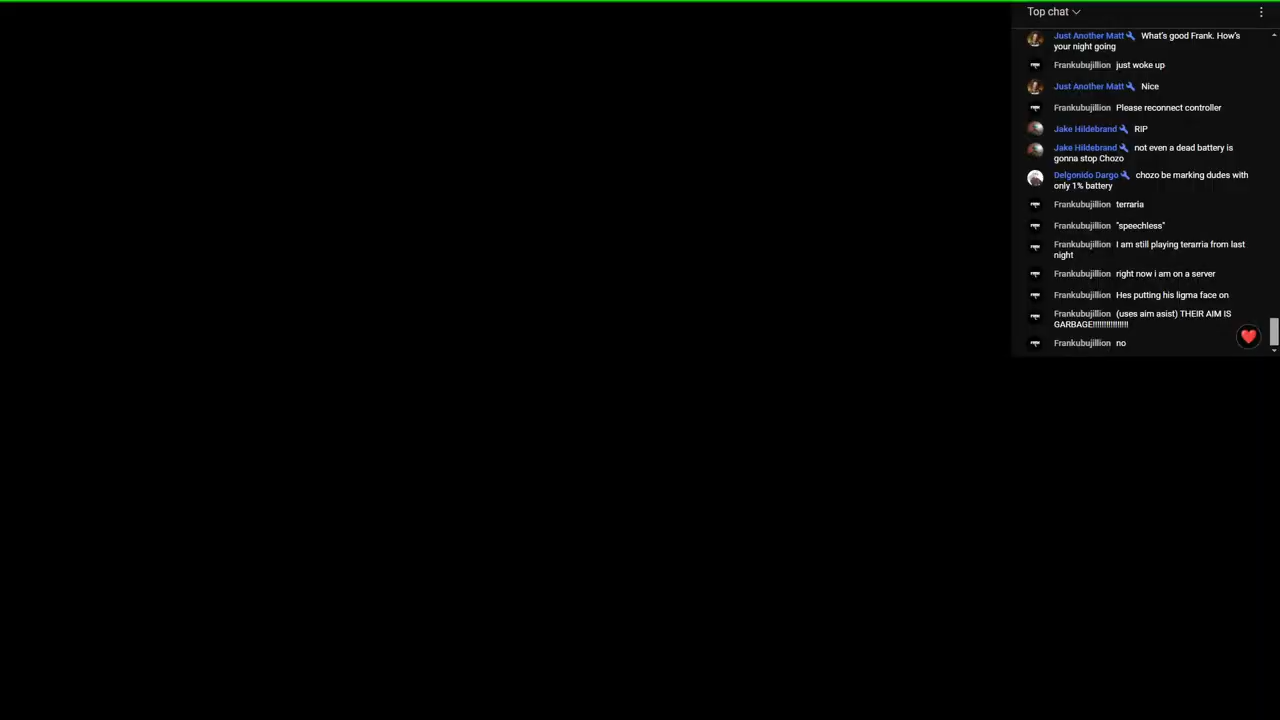 Top chat
Just Another Matt What's good Frank. How's
your night going
Frankubujillion just woke up
Just Another Matt Nice
Frankubujillion Please reconnect controller
Jake Hildebrand RIP
Jake Hildebrand not even a dead battery is
gonna stop Chozo
Delgonido Dargo chozo be marking dudes with
only 1% battery
Frankubujillion terraria
Frankubujillion "speechless"
Frankubujillion I am still playing terarria from last
night
Frankubujillion right now i am on a server
Frankubujillion Hes putting his ligma face on
Frankubujillion (uses aim asist) THEIR AIM IS
GARBAGE!!!!!!!!!!!!!!!!
Frankubujillion no